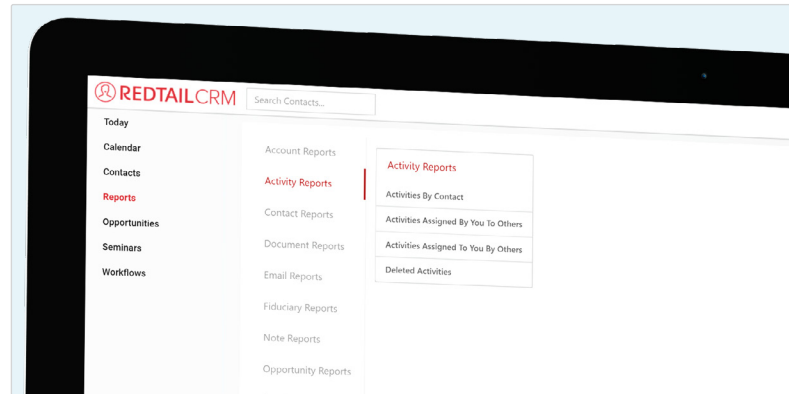 REDTAILCRM
Search Contacts...
Today
Calendar
Contacts
Reports
Opportunities
Seminars
Workflows
Account Reports
Activity Reports
Contact Reports
Document Reports
Email Reports
Fiduciary Reports
Note Reports
Opportunity Reports
Activity Reports
Activities By Contact
Activities Assigned By You To Others
Activities Assigned To You By Others
Deleted Activities